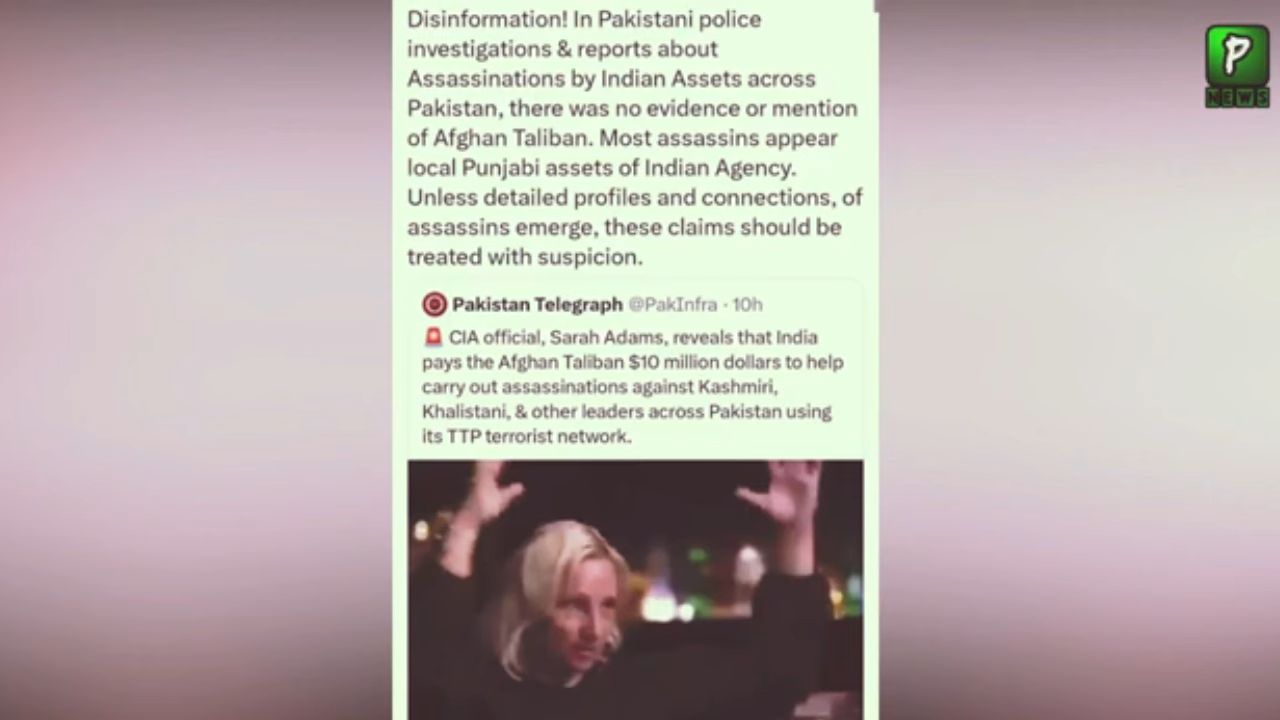 Disinformation! In Pakistani police
investigations & reports about
Assassinations by Indian Assets across
Pakistan, there was no evidence or mention
of Afghan Taliban. Most assassins appear
local Punjabi assets of Indian Agency.
Unless detailed profiles and connections, of
assassins emerge, these claims should be
treated with suspicion.
Pakistan Telegraph @PakInfra · 10h
🚨 CIA official, Sarah Adams, reveals that India
pays the Afghan Taliban $10 million dollars to help
carry out assassinations against Kashmiri,
Khalistani, & other leaders across Pakistan using
its TTP terrorist network.
P
NEWS